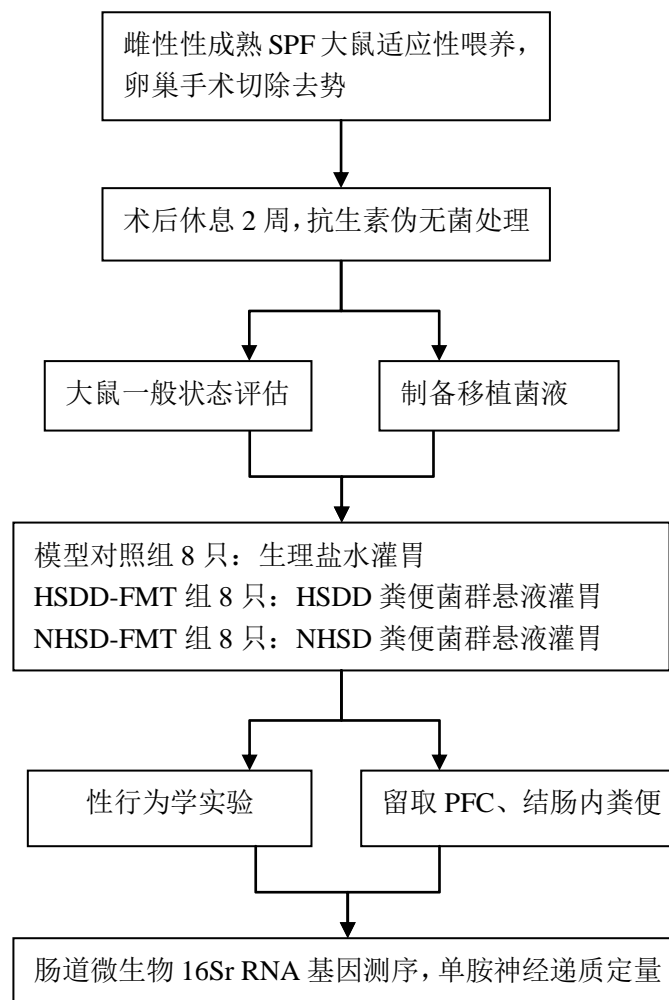 雌性性成熟 SPF 大鼠适应性喂养，
卵巢手术切除去势
术后休息 2 周，抗生素伪无菌处理
大鼠一般状态评估
制备移植菌液
模型对照组 8 只：生理盐水灌胃
HSDD-FMT 组 8 只：HSDD 粪便菌群悬液灌胃
NHSD-FMT 组 8 只：NHSD 粪便菌群悬液灌胃
性行为学实验
留取 PFC、结肠内粪便
肠道微生物 16Sr RNA 基因测序，单胺神经递质定量